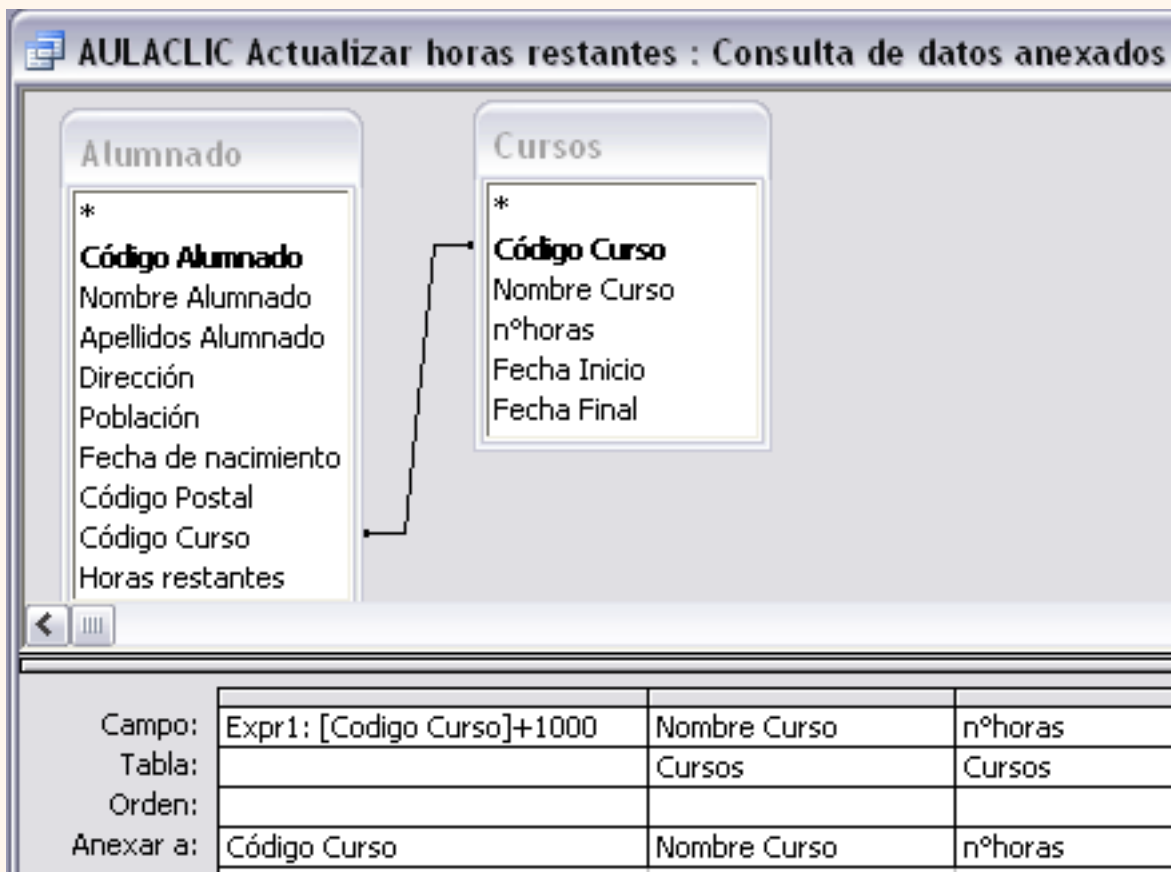 AULACLIC Actualizar horas restantes : Consulta de datos anexados
Alumnado
*
Código Alumnado
Nombre Alumnado
Apellidos Alumnado
Dirección
Población
Fecha de nacimiento
Código Postal
Código Curso
Horas restantes
Cursos
*
Código Curso
Nombre Curso
nºhoras
Fecha Inicio
Fecha Final
Campo: Expr1: [Codigo Curso]+1000 Nombre Curso nºhoras
Tabla: Cursos Cursos
Orden:
Anexar a: Código Curso Nombre Curso nºhoras